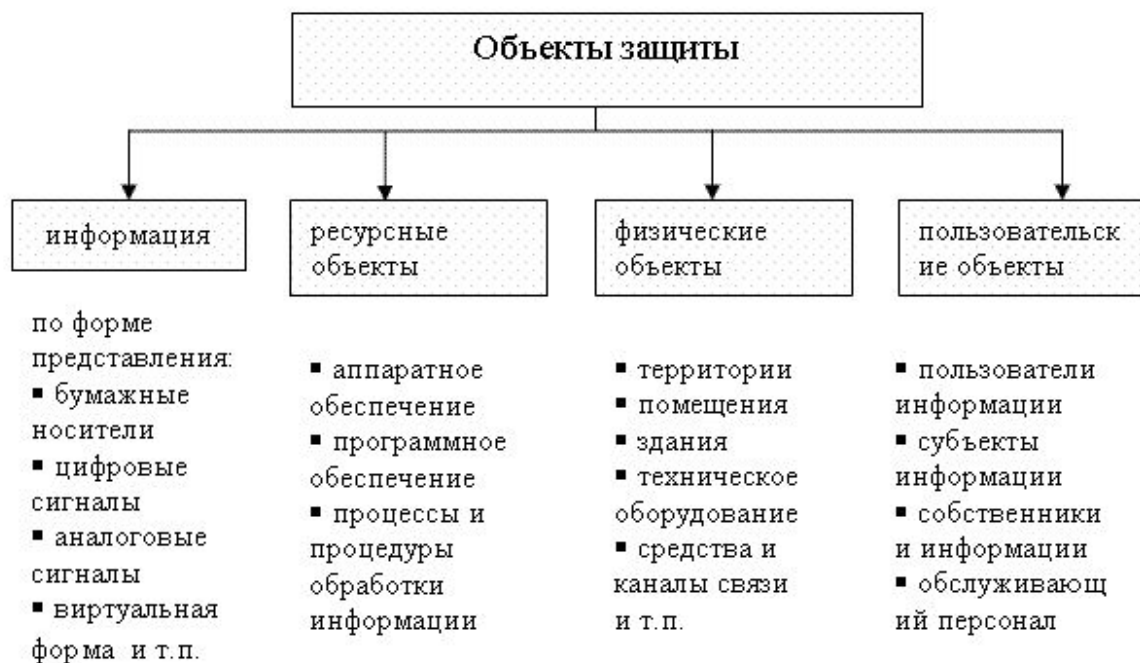 Объекты защиты
информация
ресурсные
объекты
физические
объекты
пользовательск
ие объекты
по форме
представления:
▪ бумажные
носители
▪ цифровые
сигналы
▪ аналоговые
сигналы
▪ виртуальная
форма и т.п.
▪ аппаратное
обеспечение
▪ программное
обеспечение
▪ процессы и
процедуры
обработки
информации
▪ территории
▪ помещения
▪ здания
▪ техническое
оборудование
▪ средства и
каналы связи
и т.п.
▪ пользователи
информации
▪ субъекты
информации
▪ собственники
и информации
▪ обслуживающ
ий персонал